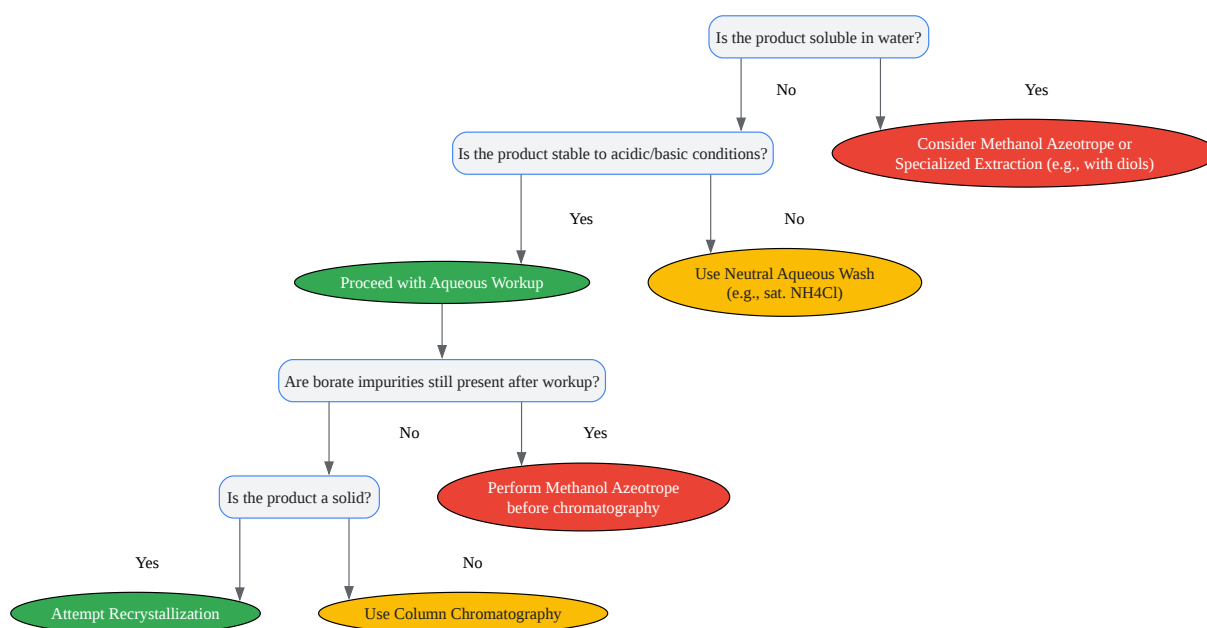 Is the product soluble in water?
No
Yes
Is the product stable to acidic/basic conditions?
Consider Methanol Azeotrope or
Specialized Extraction (e.g., with diols)
Yes
No
Proceed with Aqueous Workup
Use Neutral Aqueous Wash
(e.g., sat. NH4Cl)
Are borate impurities still present after workup?
No
Yes
Is the product a solid?
Perform Methanol Azeotrope
before chromatography
Yes
No
Attempt Recrystallization
Use Column Chromatography